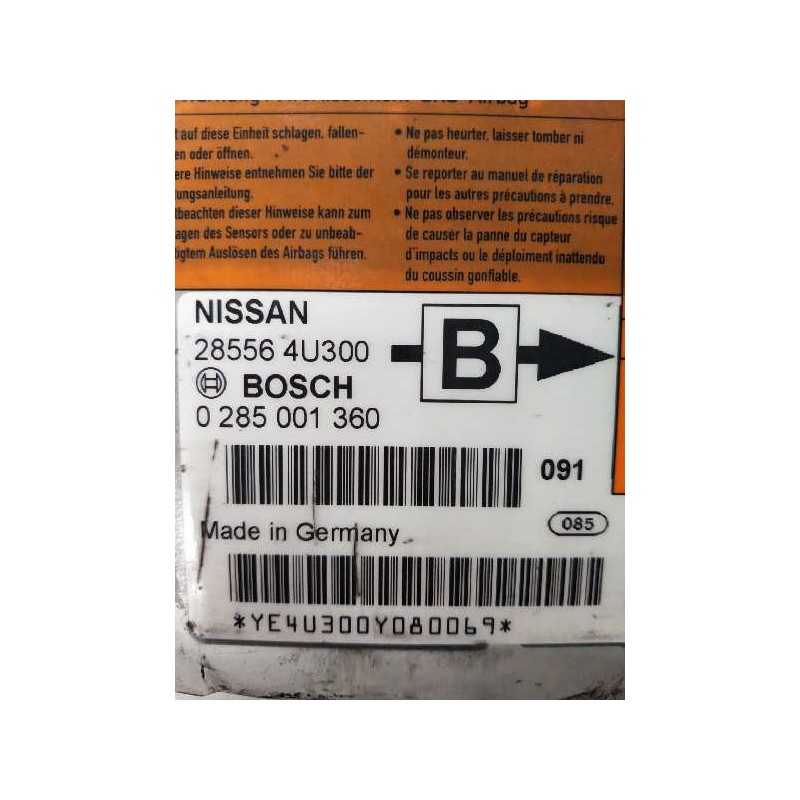 Airbag
t auf diese Einheit schlagen, fallen-
en oder öffnen.
ere Hinweise entnehmen Sie bitte der
tungsanleitung.
tbeachten dieser Hinweise kann zum
agen des Sensors oder zu unbeab-
tigtem Auslösen des Airbags führen.
• Ne pas heurter, laisser tomber ni
démonteur.
• Se reporter au manuel de réparation
pour les autres précautions à prendre.
• Ne pas observer les précautions risque
de causer la panne du capteur
d'impacts ou le déploiment inattendu
du coussin gonflable.
NISSAN
28556 4U300
B
BOSCH
0 285 001 360
091
Made in Germany
085
*YE4U300Y080069*